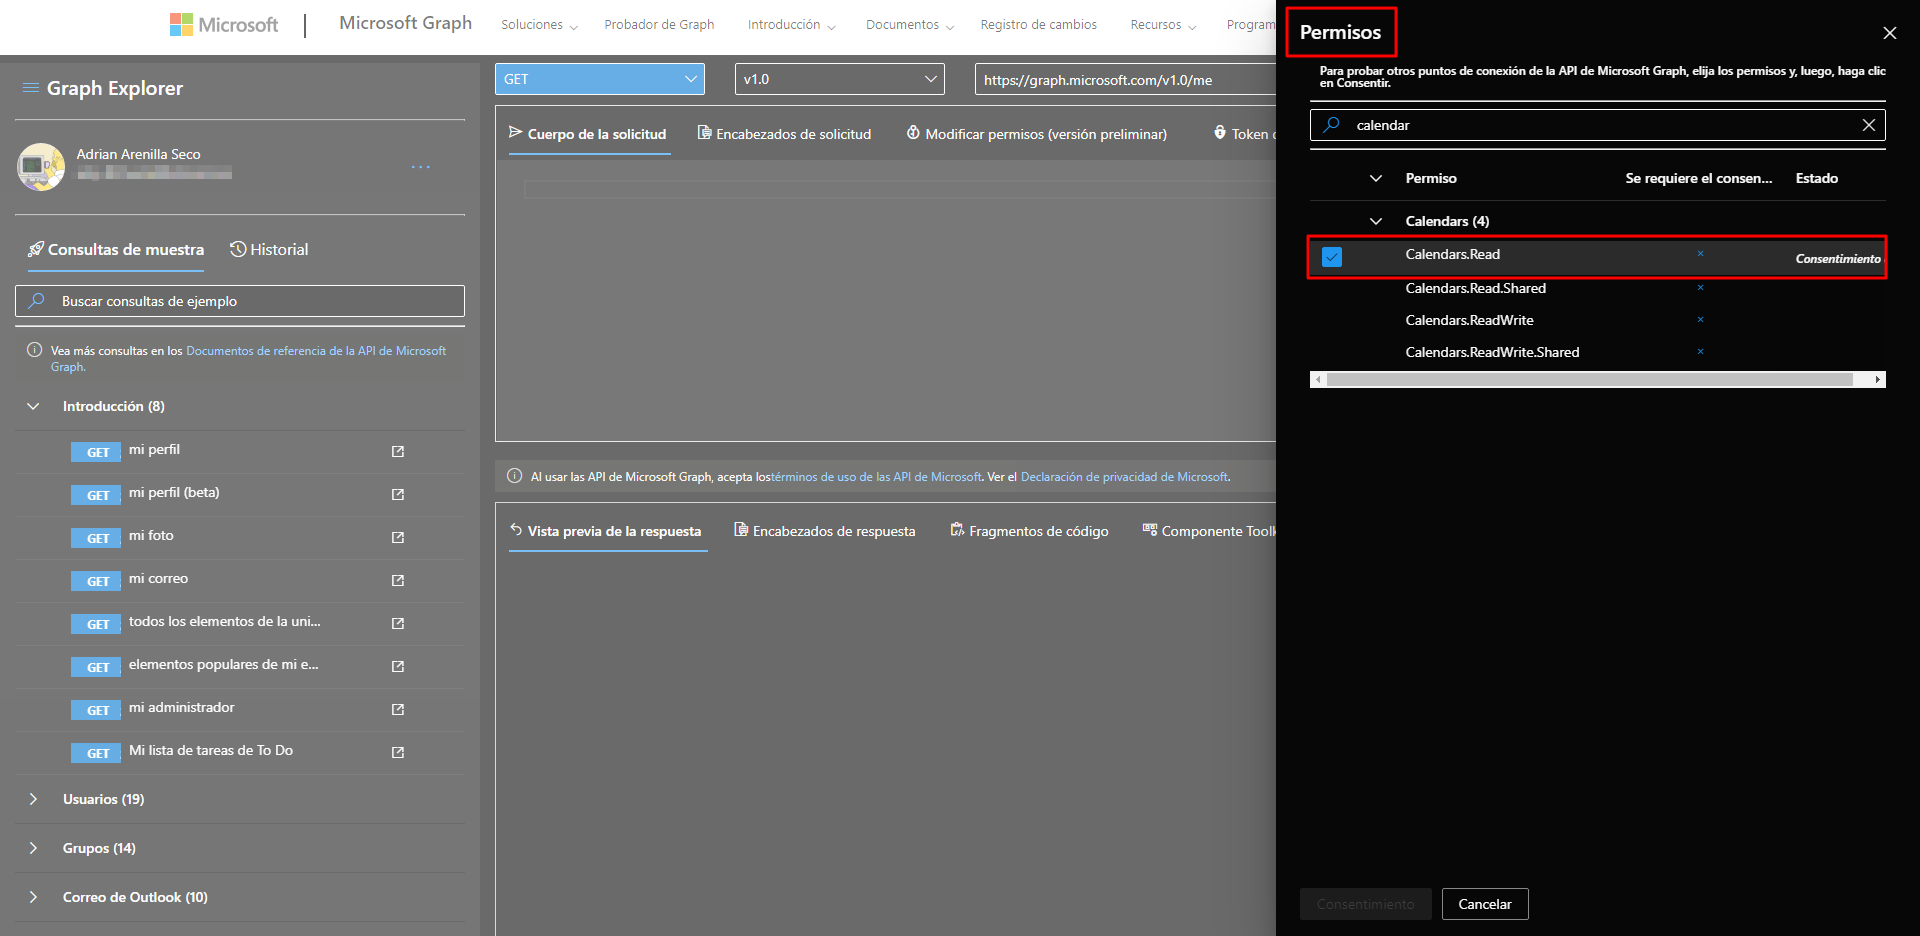 Microsoft
Microsoft Graph
Soluciones
Probador de Graph
Introducción
Documentos
Registro de cambios
Recursos
Program
Graph Explorer
Adrian Arenilla Seco
Consultas de muestra
Historial
Buscar consultas de ejemplo
Vea más consultas en los Documentos de referencia de la API de Microsoft
Graph.
Introducción (8)
GET mi perfil
GET mi perfil (beta)
GET mi foto
GET mi correo
GET todos los elementos de la uni...
GET elementos populares de mi e...
GET mi administrador
GET Mi lista de tareas de To Do
Usuarios (19)
Grupos (14)
Correo de Outlook (10)
GET
v1.0
https://graph.microsoft.com/v1.0/me
Cuerpo de la solicitud
Encabezados de solicitud
Modificar permisos (versión preliminar)
Token
Al usar las API de Microsoft Graph, acepta lostérminos de uso de las API de Microsoft. Ver el Declaración de privacidad de Microsoft.
Vista previa de la respuesta
Encabezados de respuesta
Fragmentos de código
Componente Toolk
Permisos
Para probar otros puntos de conexión de la API de Microsoft Graph, elija los permisos y, luego, haga clic
en Consentir.
calendar
Permiso
Se requiere el consen...
Estado
Calendars (4)
Calendars.Read
Consentimiento
Calendars.Read.Shared
Calendars.ReadWrite
Calendars.ReadWrite.Shared
Consentimiento
Cancelar